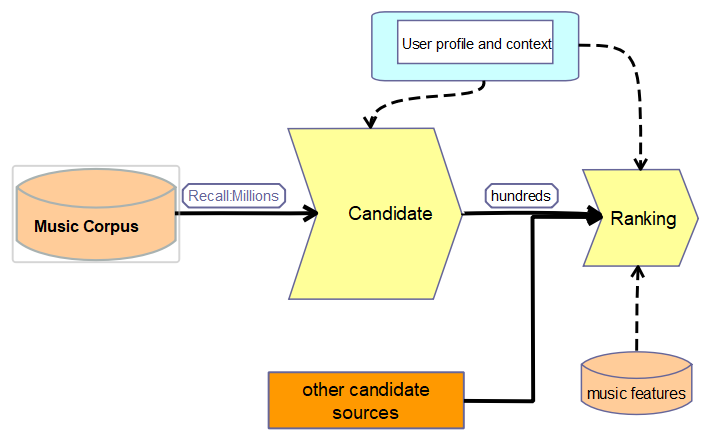 User profile and context
Recall:Millions
hundreds
Music Corpus
Candidate
Ranking
other candidate
sources
music features